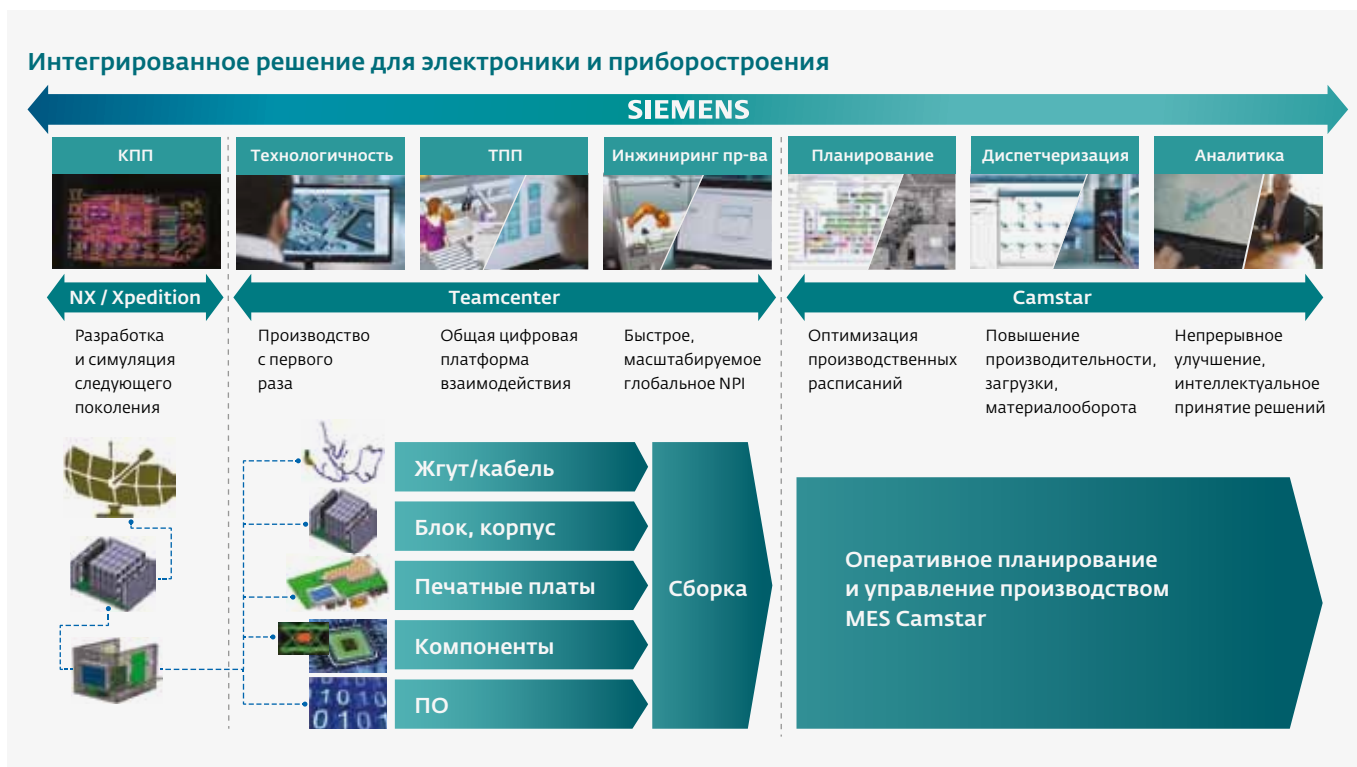 Интегрированное решение для электроники и приборостроения
SIEMENS
КПП
Технологичность
ТПП
Инжиниринг пр-ва
Планирование
Диспетчеризация
Аналитика
NX / Xpedition
Teamcenter
Camstar
Разработка
и симуляция
следующего
поколения
Производство
с первого
раза
Общая цифровая
платформа
взаимодействия
Быстрое,
масштабируемое
глобальное NPI
Оптимизация
производственных
расписаний
Повышение
производительности,
загрузки,
материалооборота
Непрерывное
улучшение,
интеллектуальное
принятие решений
Жгут/кабель
Блок, корпус
Печатные платы
Компоненты
ПО
Сборка
Оперативное планирование
и управление производством
MES Camstar